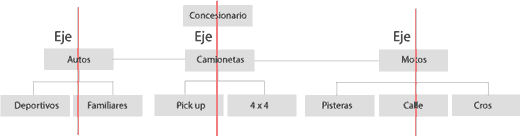 Concesionario
Eje Eje Eje
Autos Camionetas Motos
Deportivos Familiares Pick up 4 x 4 Pisteras Calle Cros